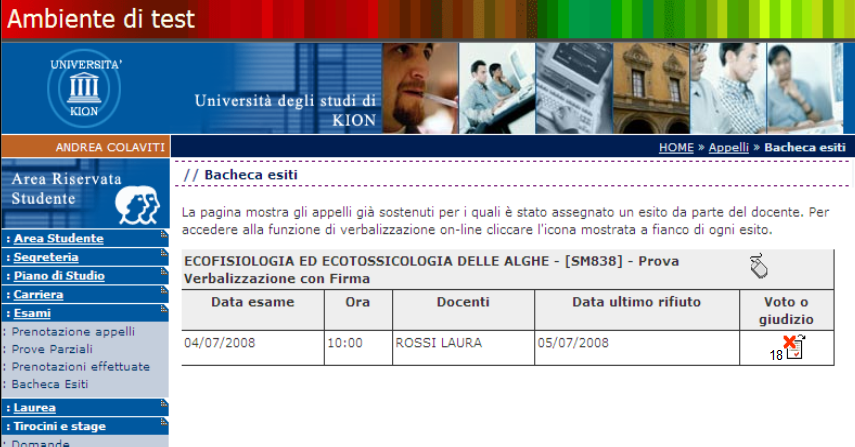 Ambiente di test
UNIVERSITA'
KION
Università degli studi di
KION
ANDREA COLAVITI
HOME » Appelli » Bacheca esiti
Area Riservata
Studente
// Bacheca esiti
La pagina mostra gli appelli già sostenuti per i quali è stato assegnato un esito da parte del docente. Per
accedere alla funzione di verbalizzazione on-line cliccare l'icona mostrata a fianco di ogni esito.
: Area Studente
: Segreteria
: Piano di Studio
: Carriera
: Esami
: Prenotazione appelli
: Prove Parziali
: Prenotazioni effettuate
: Bacheca Esiti
: Laurea
: Tirocini e stage
: Domande
ECOFISIOLOGIA ED ECOTOSSICOLOGIA DELLE ALGHE - [SM838] - Prova
Verbalizzazione con Firma
Data esame Ora Docenti Data ultimo rifiuto Voto o
giudizio
04/07/2008 10:00 ROSSI LAURA 05/07/2008 18